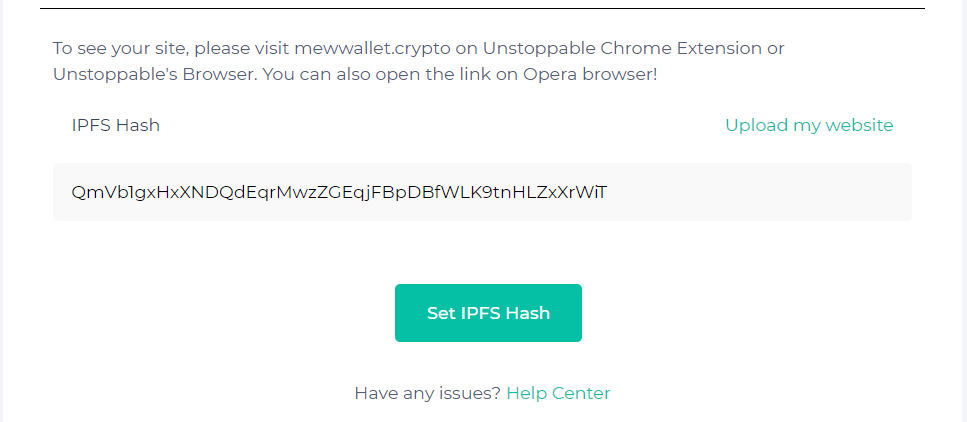 To see your site, please visit mewwallet.crypto on Unstoppable Chrome Extension or
Unstoppable's Browser. You can also open the link on Opera browser!
IPFS Hash
Upload my website
QmVb1gxHxXNDQdEqrMwzZGEqjFBpDBfWLK9tnHLZxXrWiT
Set IPFS Hash
Have any issues? Help Center